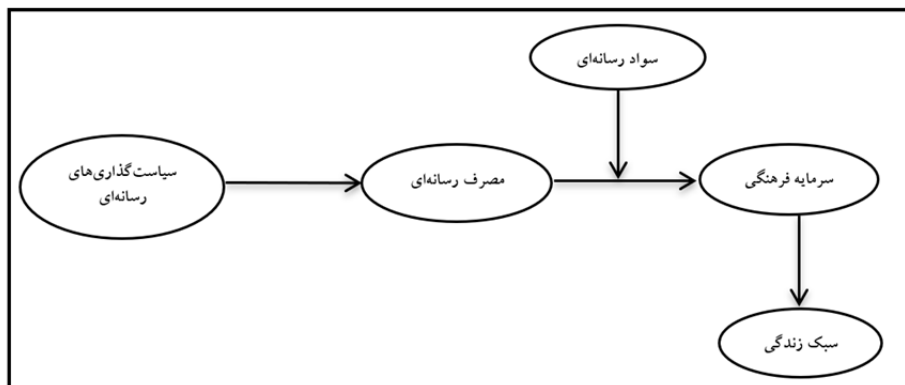 سواد رسانه‌ای
سیاست‌گذاری‌های
رسانه‌ای
مصرف رسانه‌ای
سرمایه فرهنگی
سبک زندگی